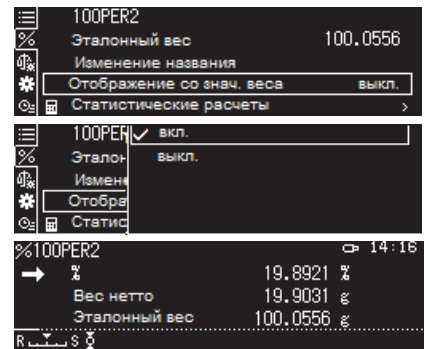 100PER2
Эталонный вес 100.0556
Изменение названия
Отображение со знач. веса выкл.
Статистические расчеты >
100PER ✓ вкл.
Эталон выкл.
Измене
Отобра
Статис
%100PER2 14:16
→ % 19.8921 %
Вес нетто 19.9031 g
Эталонный вес 100.0556 g
R S